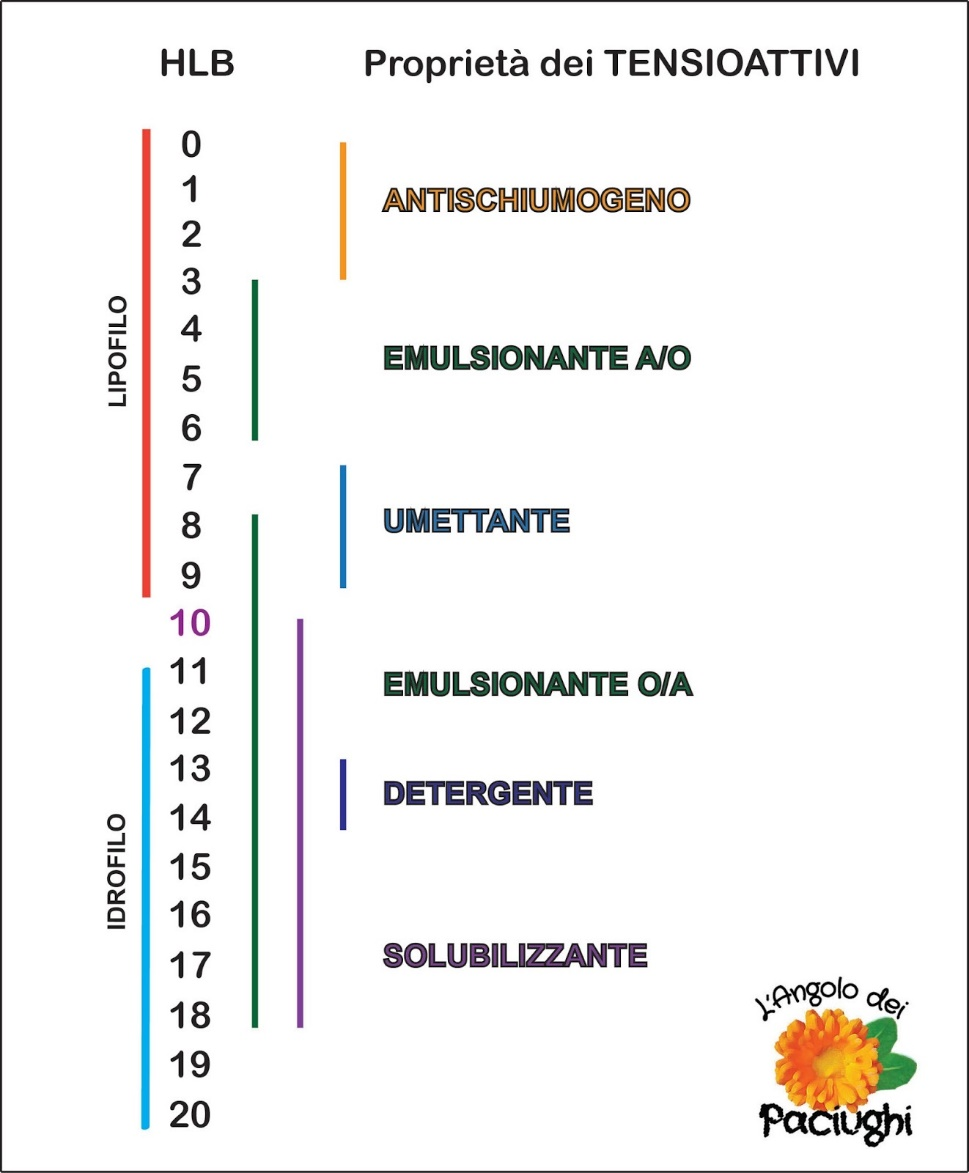 HLB Proprietà dei TENSIOATTIVI
0
1
ANTISCHIUMOGENO
2
3
LIPOFILO
4
EMULSIONANTE A/O
5
6
7
8
UMETTANTE
9
10
11
EMULSIONANTE O/A
12
13
DETERGENTE
14
15
IDROFILO
16
17
SOLUBILIZZANTE
18
19
20
L'Angolo dei
Paciughi